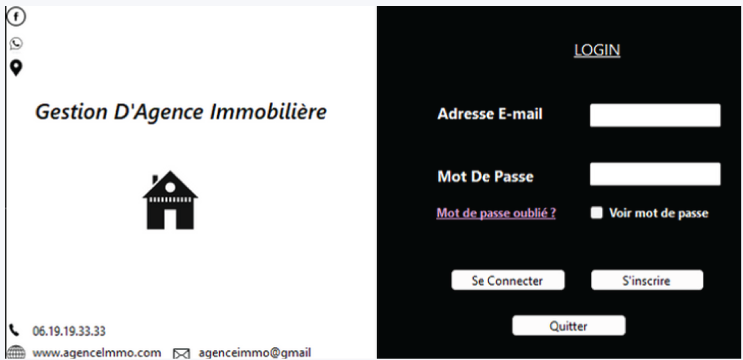 Gestion D'Agence Immobilière
06.19.19.33.33
www.agenceImmo.com agenceimmo@gmail
LOGIN
Adresse E-mail
Mot De Passe
Mot de passe oublié ? Voir mot de passe
Se Connecter S'inscrire
Quitter